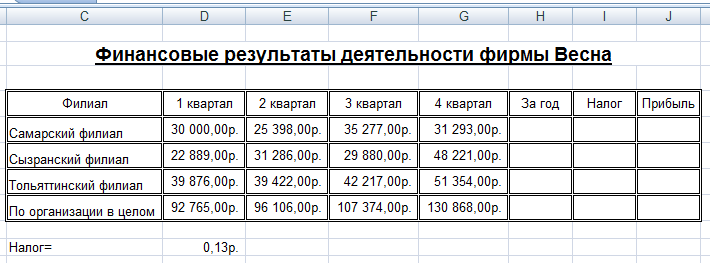 C D E F G H I J
Финансовые результаты деятельности фирмы Весна
Филиал 1 квартал 2 квартал 3 квартал 4 квартал За год Налог Прибыль
Самарский филиал 30 000,00р. 25 398,00р. 35 277,00р. 31 293,00р.
Сызранский филиал 22 889,00р. 31 286,00р. 29 880,00р. 48 221,00р.
Тольяттинский филиал 39 876,00р. 39 422,00р. 42 217,00р. 51 354,00р.
По организации в целом 92 765,00р. 96 106,00р. 107 374,00р. 130 868,00р.
Налог= 0,13р.